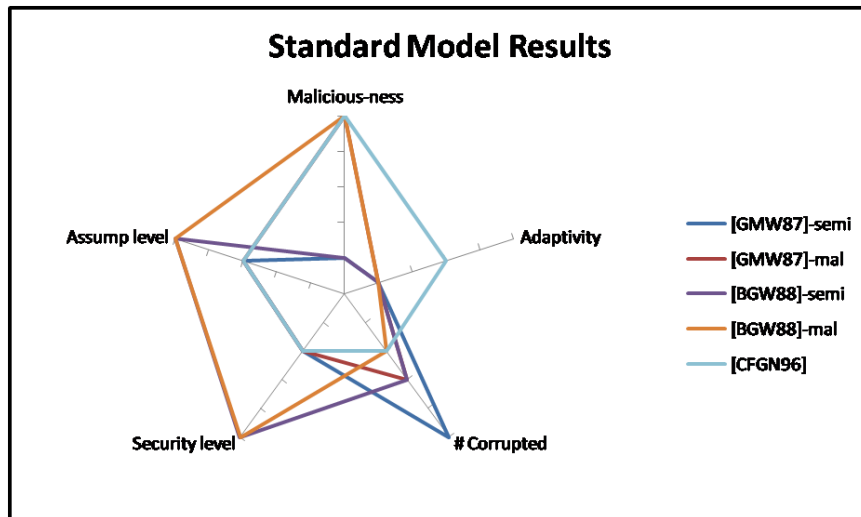 Standard Model Results
Malicious-ness
Adaptivity
# Corrupted
Security level
Assump level
[GMW87]-semi
[GMW87]-mal
[BGW88]-semi
[BGW88]-mal
[CFGN96]